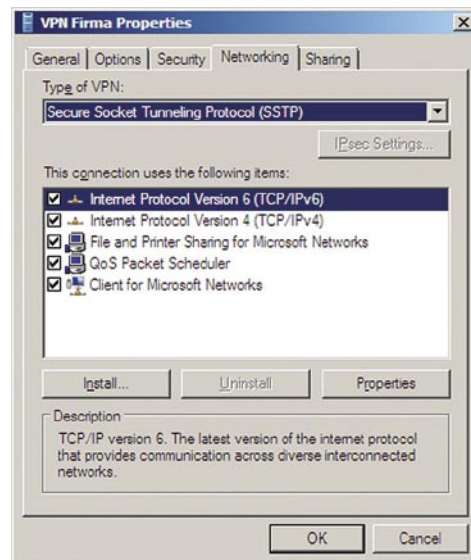 VPN Firma Properties
General
Options
Security
Networking
Sharing
Type of VPN:
Secure Socket Tunneling Protocol (SSTP)
IPsec Settings...
This connection uses the following items:
Internet Protocol Version 6 (TCP/IPv6)
Internet Protocol Version 4 (TCP/IPv4)
File and Printer Sharing for Microsoft Networks
QoS Packet Scheduler
Client for Microsoft Networks
Install...
Uninstall
Properties
Description
TCP/IP version 6. The latest version of the internet protocol
that provides communication across diverse interconnected
networks.
OK
Cancel